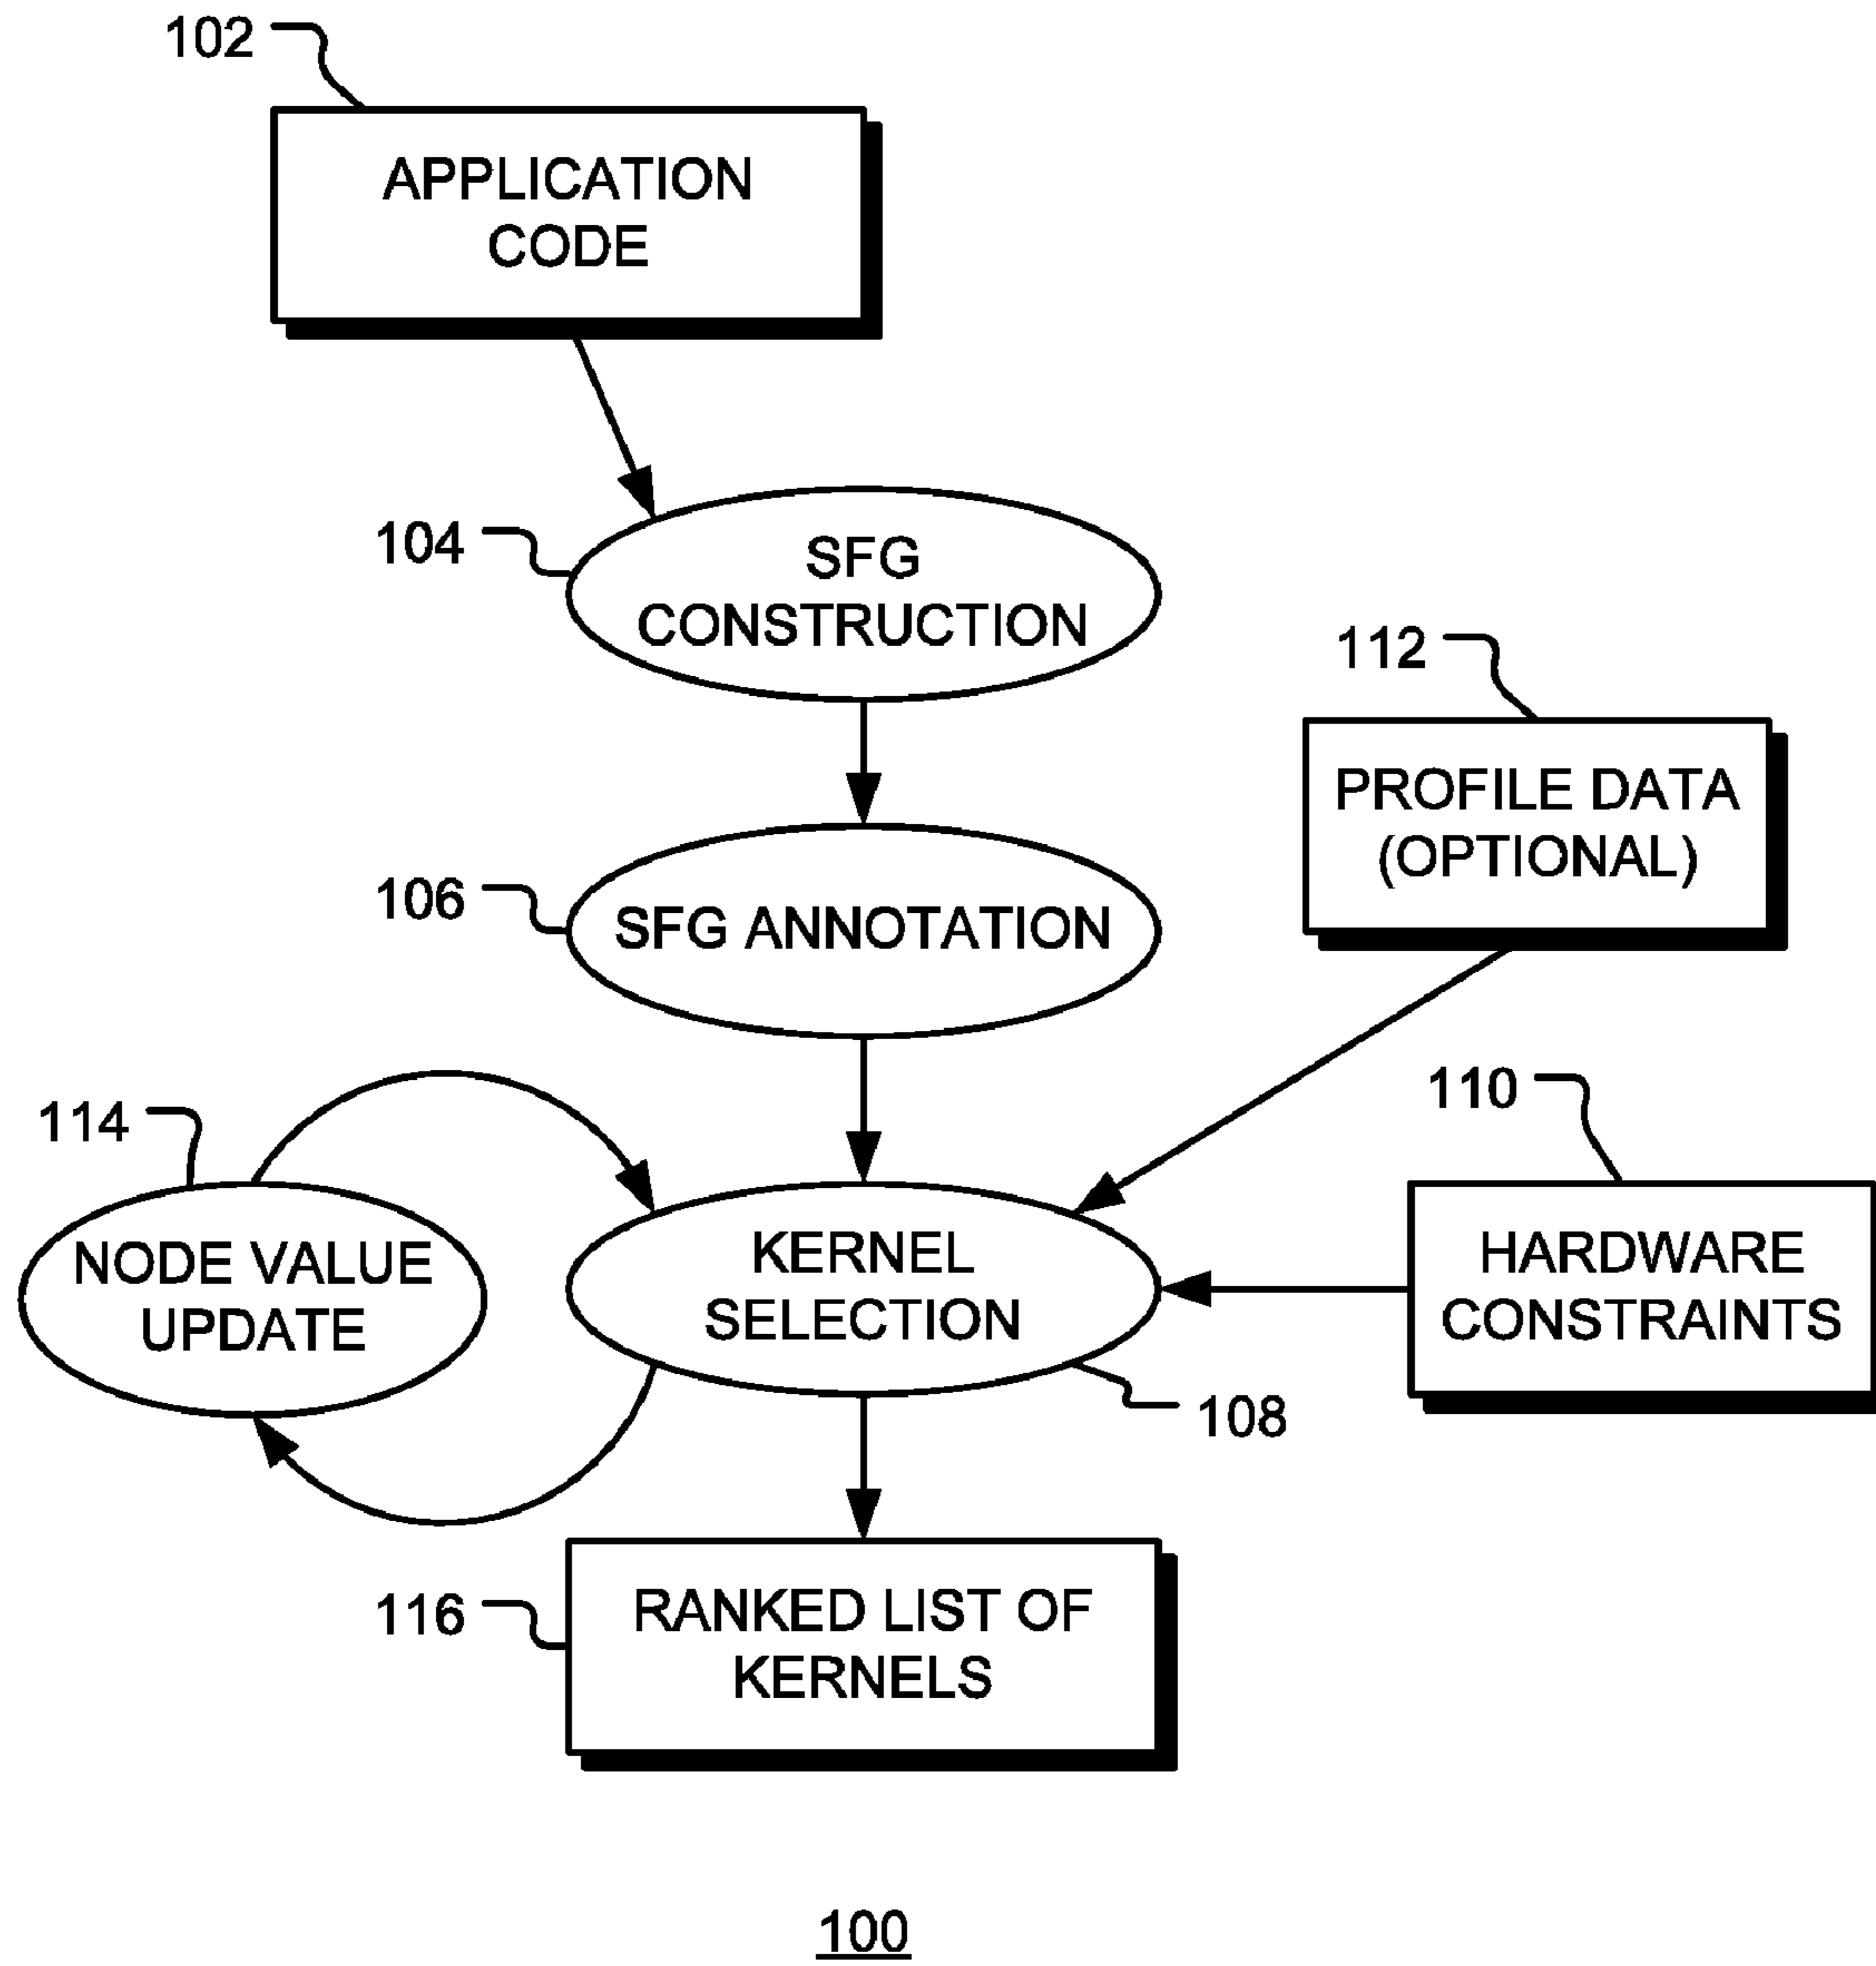 102
APPLICATION
CODE
104
SFG
CONSTRUCTION
112
PROFILE DATA
(OPTIONAL)
106
SFG ANNOTATION
110
114
NODE VALUE
UPDATE
KERNEL
SELECTION
HARDWARE
CONSTRAINTS
108
116
RANKED LIST OF
KERNELS
100